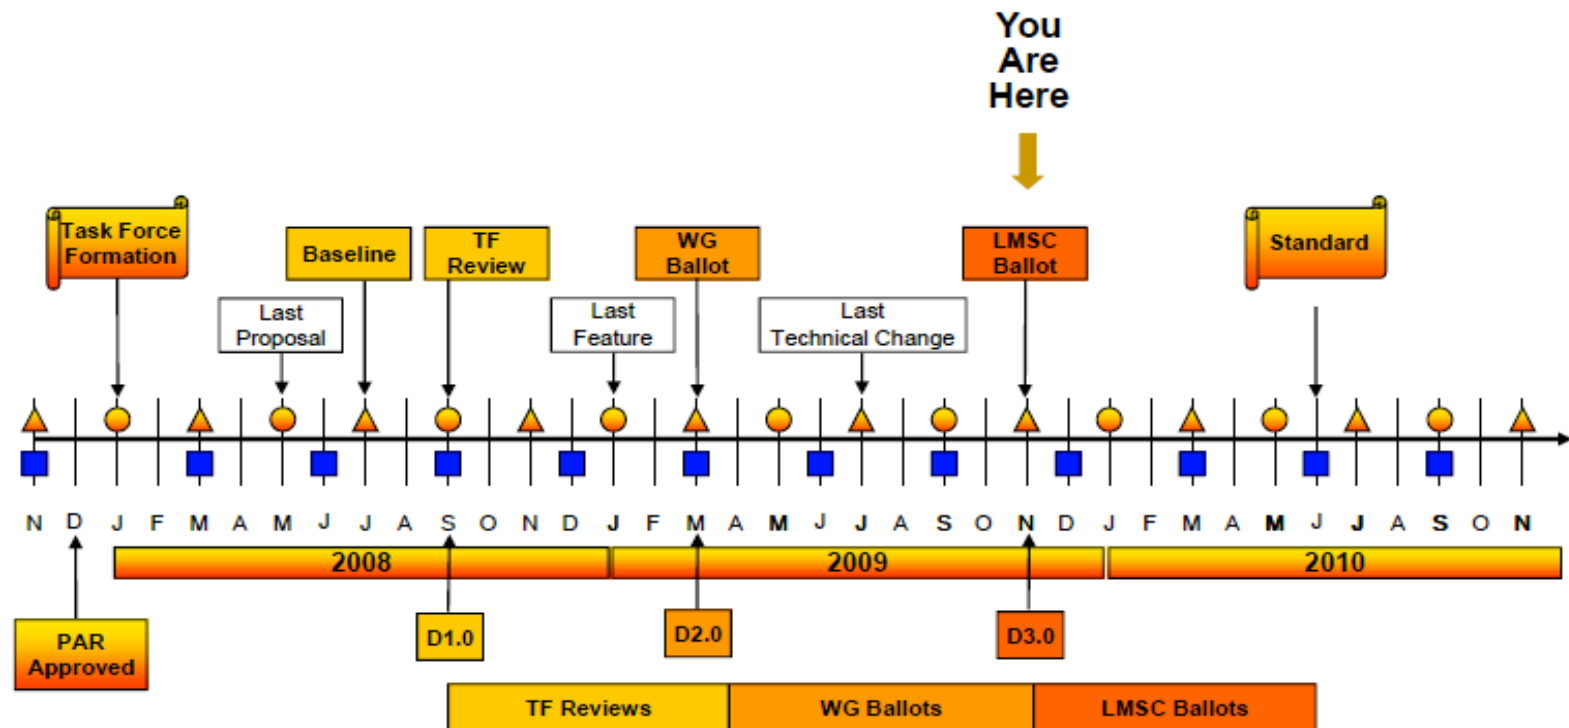 You
Are
Here
Task Force
Formation
Baseline
TF
Review
WG
Ballot
LMSC
Ballot
Standard
Last
Proposal
Last
Feature
Last
Technical Change
N D J F M A M J J A S O N D J F M A M J J A S O N D J F M A M J J A S O N
2008 2009 2010
PAR
Approved
D1.0
D2.0
D3.0
TF Reviews WG Ballots LMSC Ballots